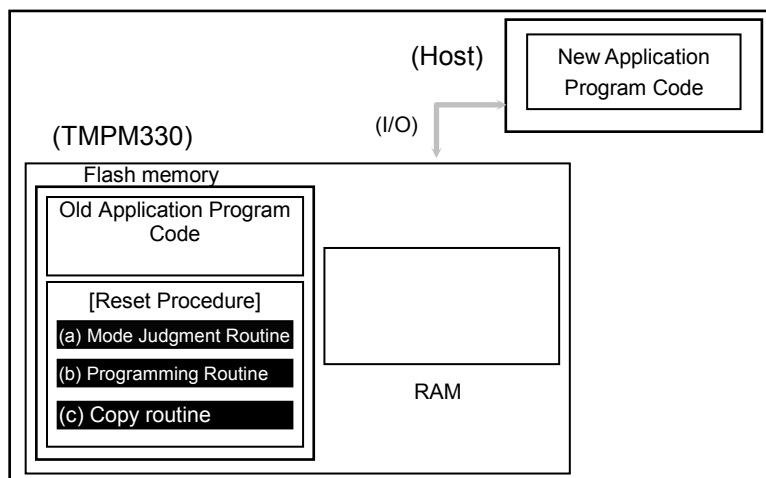 (Host)
New Application
Program Code
(I/O)
(TMPM330)
Flash memory
Old Application Program
Code
[Reset Procedure]
(a) Mode Judgment Routine
(b) Programming Routine
(c) Copy routine
RAM